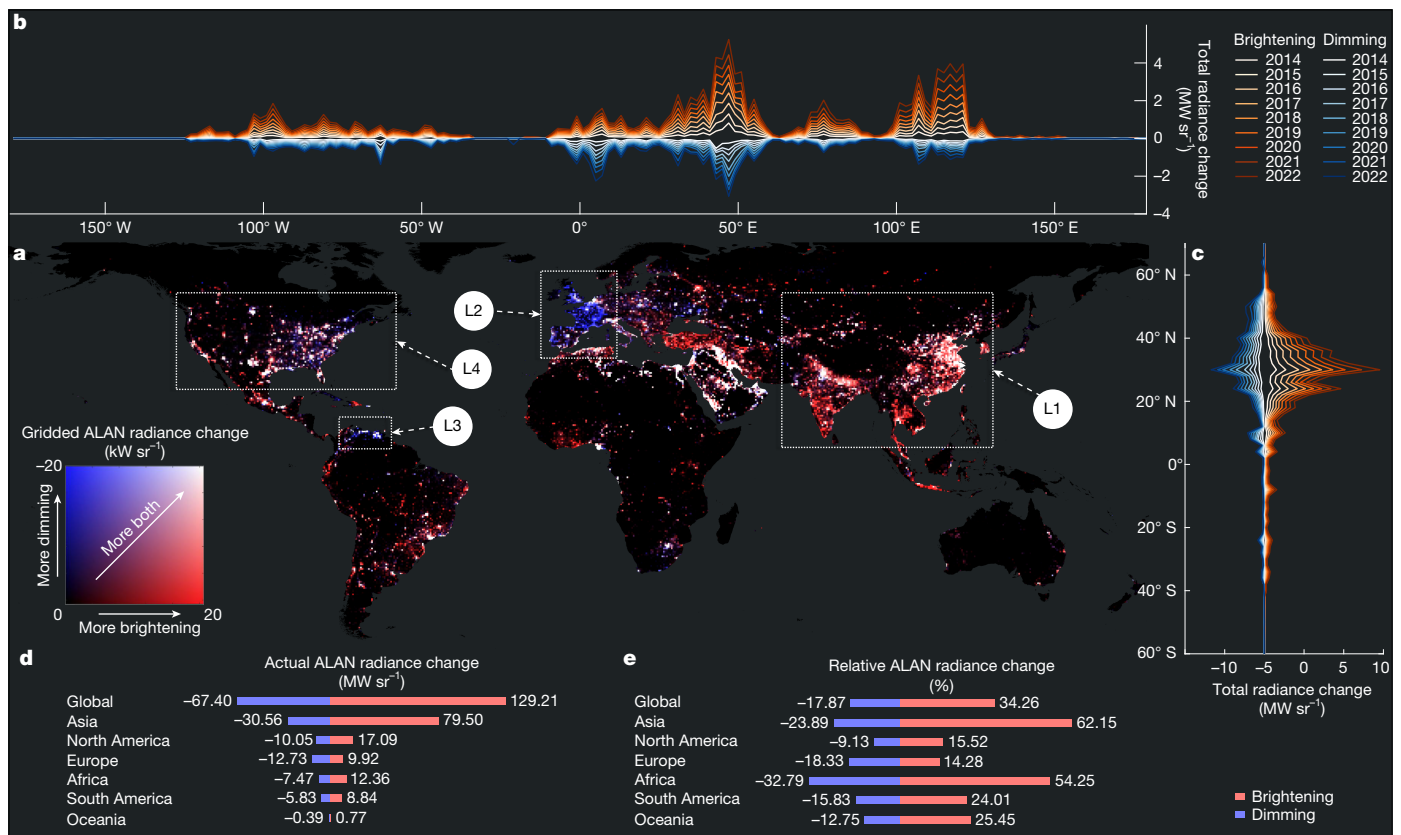 b
Total radiance change
(MW sr⁻¹)
4
2
0
−2
−4
150° W
100° W
50° W
0°
50° E
100° E
150° E
Brightening Dimming
2014 2014
2015 2015
2016 2016
2017 2017
2018 2018
2019 2019
2020 2020
2021 2021
2022 2022
a
L2
L4
L3
L1
Gridded ALAN radiance change
(kW sr⁻¹)
−20
More dimming
More both
0
20
More brightening
c
60° N
40° N
20° N
0°
20° S
40° S
60° S
−10 −5 0 5 10
Total radiance change
(MW sr⁻¹)
d
Actual ALAN radiance change
(MW sr⁻¹)
Global −67.40 129.21
Asia −30.56 79.50
North America −10.05 17.09
Europe −12.73 9.92
Africa −7.47 12.36
South America −5.83 8.84
Oceania −0.39 0.77
e
Relative ALAN radiance change
(%)
Global −17.87 34.26
Asia −23.89 62.15
North America −9.13 15.52
Europe −18.33 14.28
Africa −32.79 54.25
South America −15.83 24.01
Oceania −12.75 25.45
Brightening
Dimming